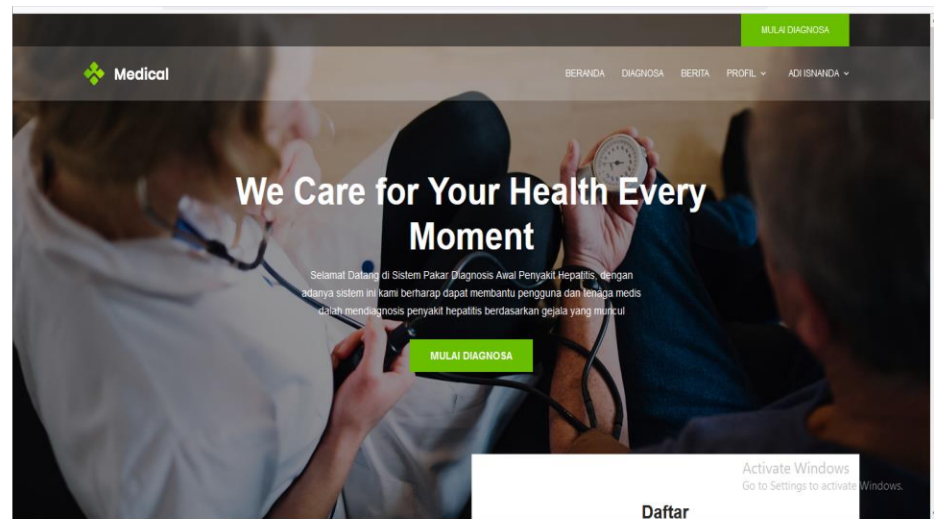 MULAI DIAGNOSA
Medical
BERANDA DIAGNOSA BERITA PROFIL ADI ISNANDA
We Care for Your Health Every
Moment
Selamat Datang di Sistem Pakar Diagnosis Awal Penyakit Hepatitis, dengan
adanya sistem ini kami berharap dapat membantu pengguna dan tenaga medis
dalah mendiagnosis penyakit hepatitis berdasarkan gejala yang muncul
MULAI DIAGNOSA
Activate Windows
Go to Settings to activate Windows.
Daftar